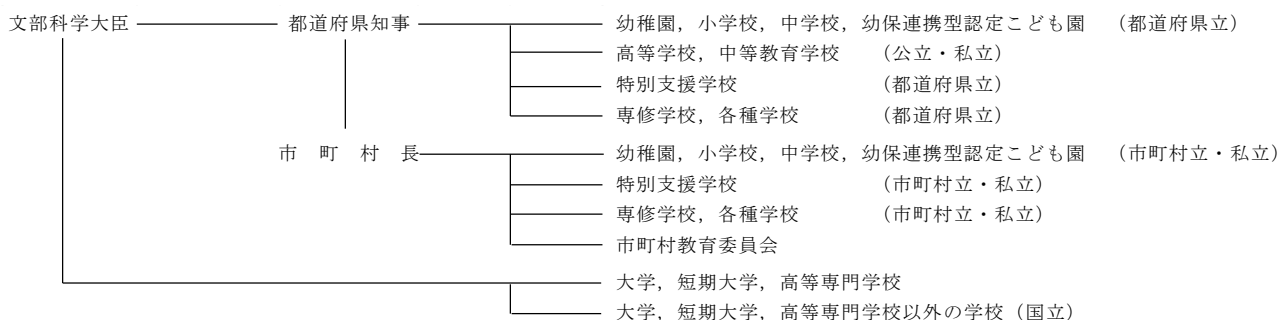 文部科学大臣 都道府県知事 幼稚園，小学校，中学校，幼保連携型認定こども園 （都道府県立）
高等学校，中等教育学校 （公立・私立）
特別支援学校 （都道府県立）
専修学校，各種学校 （都道府県立）
市 町 村 長 幼稚園，小学校，中学校，幼保連携型認定こども園 （市町村立・私立）
特別支援学校 （市町村立・私立）
専修学校，各種学校 （市町村立・私立）
市町村教育委員会
大学，短期大学，高等専門学校
大学，短期大学，高等専門学校以外の学校（国立）